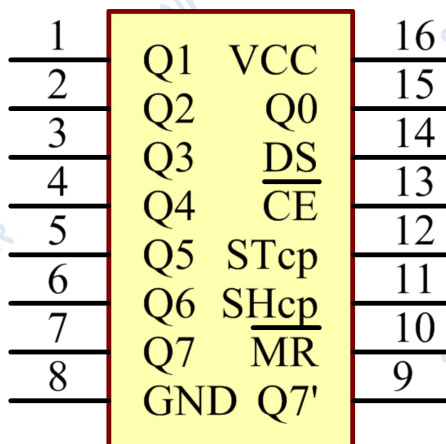 1 Q1 VCC 16
2 Q2 Q0 15
3 Q3 DS 14
4 Q4 CE 13
5 Q5 STcp 12
6 Q6 SHcp 11
7 Q7 MR 10
8 GND Q7' 9